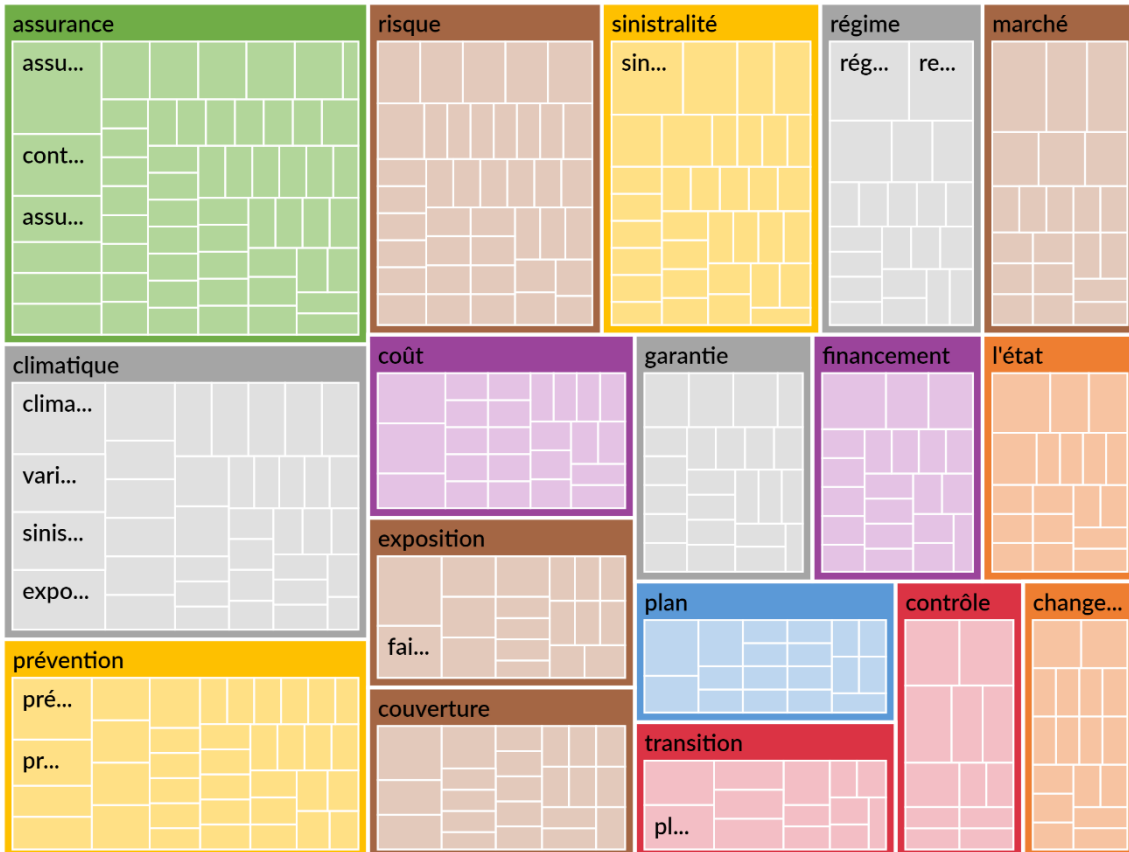 assurance
assu...
cont...
assu...
risque
sinistralité
sin...
régime
rég...
re...
marché
climatique
clima...
vari...
sinis...
expo...
coût
garantie
financement
l'état
exposition
fai...
plan
contrôle
change...
prévention
pré...
pr...
couverture
transition
pl...